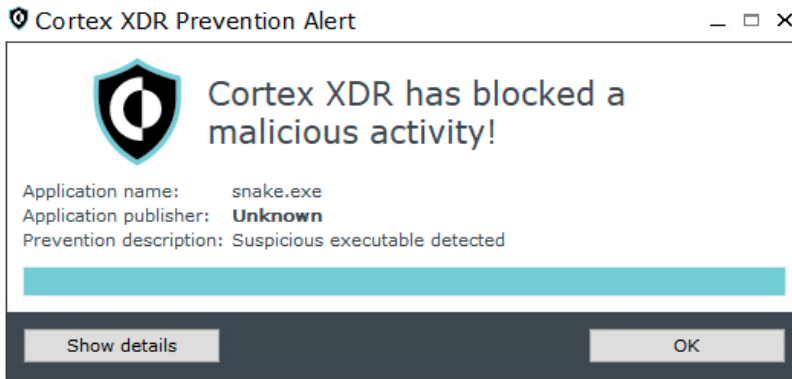 Cortex XDR Prevention Alert
Cortex XDR has blocked a
malicious activity!
Application name: snake.exe
Application publisher: Unknown
Prevention description: Suspicious executable detected
Show details OK